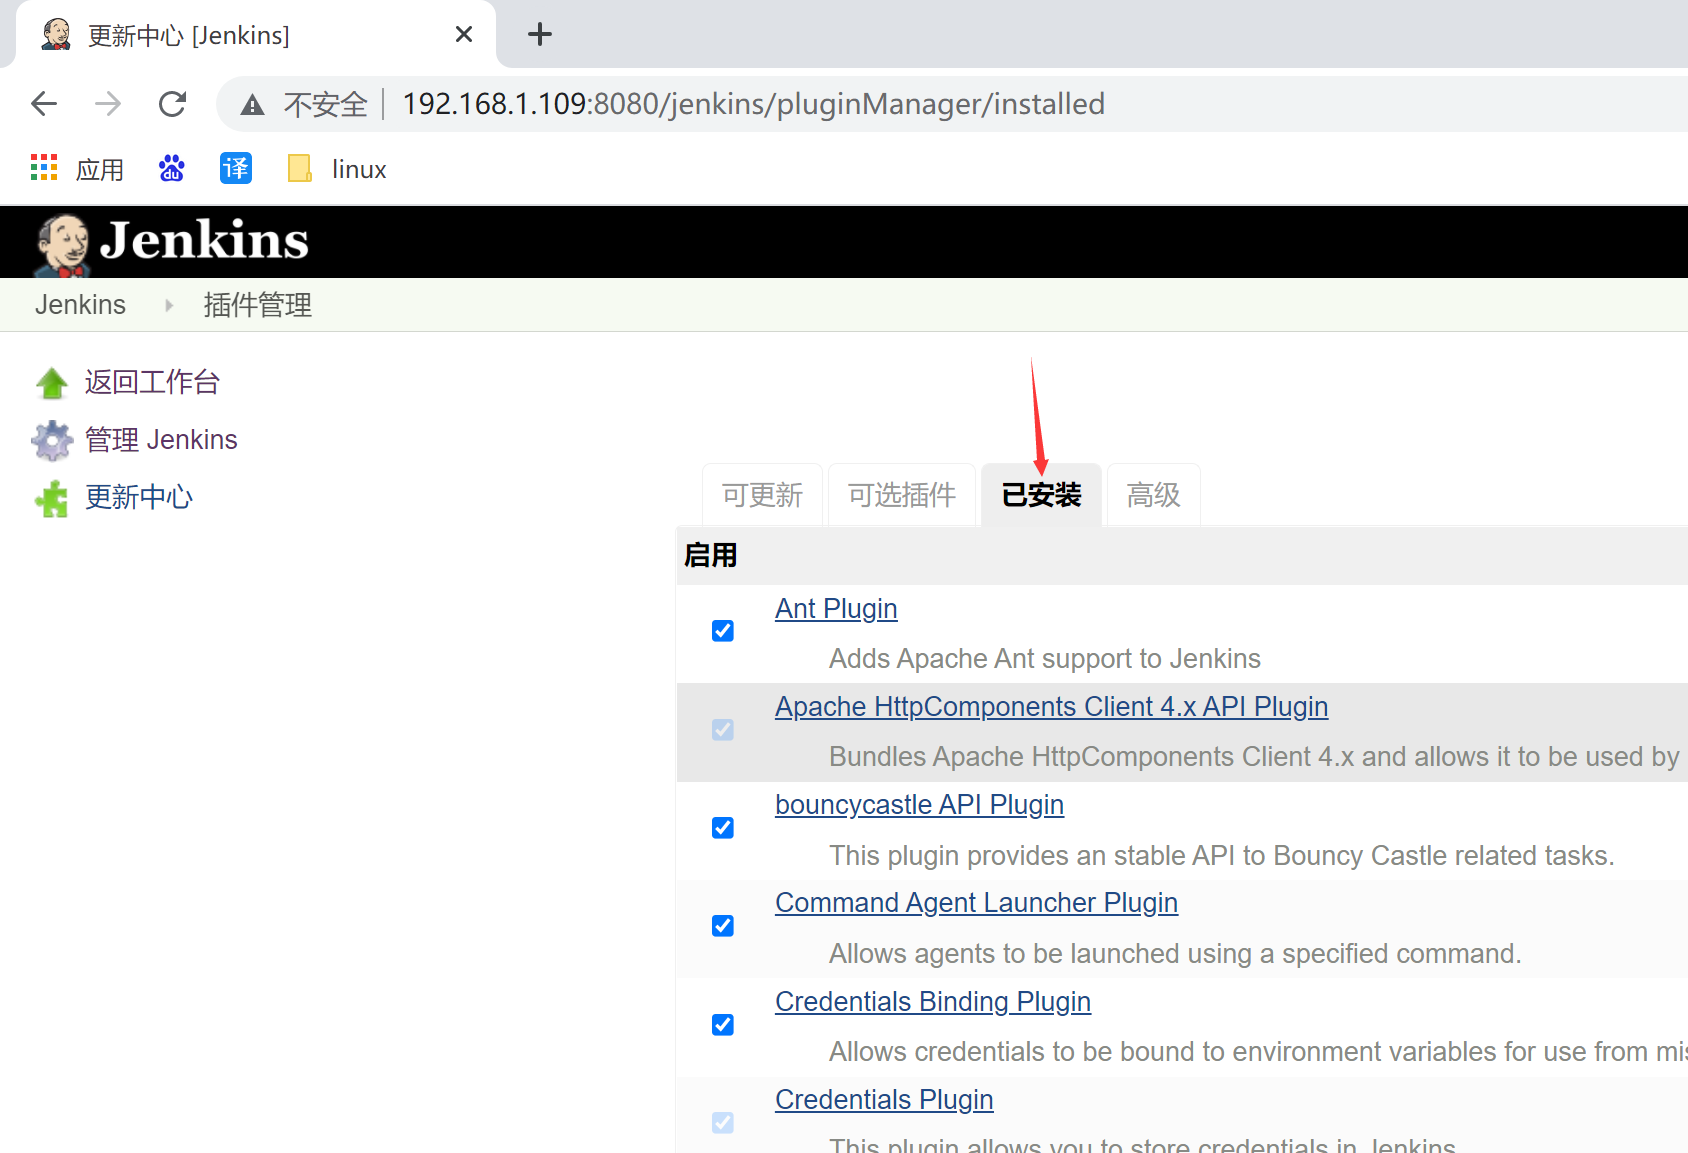 更新中心 [Jenkins]
不安全 192.168.1.109:8080/jenkins/pluginManager/installed
应用 du 译 linux
Jenkins
Jenkins 插件管理
返回工作台
管理 Jenkins
更新中心
可更新 可选插件 已安装 高级
启用
Ant Plugin
Adds Apache Ant support to Jenkins
Apache HttpComponents Client 4.x API Plugin
Bundles Apache HttpComponents Client 4.x and allows it to be used by
bouncycastle API Plugin
This plugin provides an stable API to Bouncy Castle related tasks.
Command Agent Launcher Plugin
Allows agents to be launched using a specified command.
Credentials Binding Plugin
Allows credentials to be bound to environment variables for use from mis
Credentials Plugin
This plugin allows you to store credentials in Jenkins.